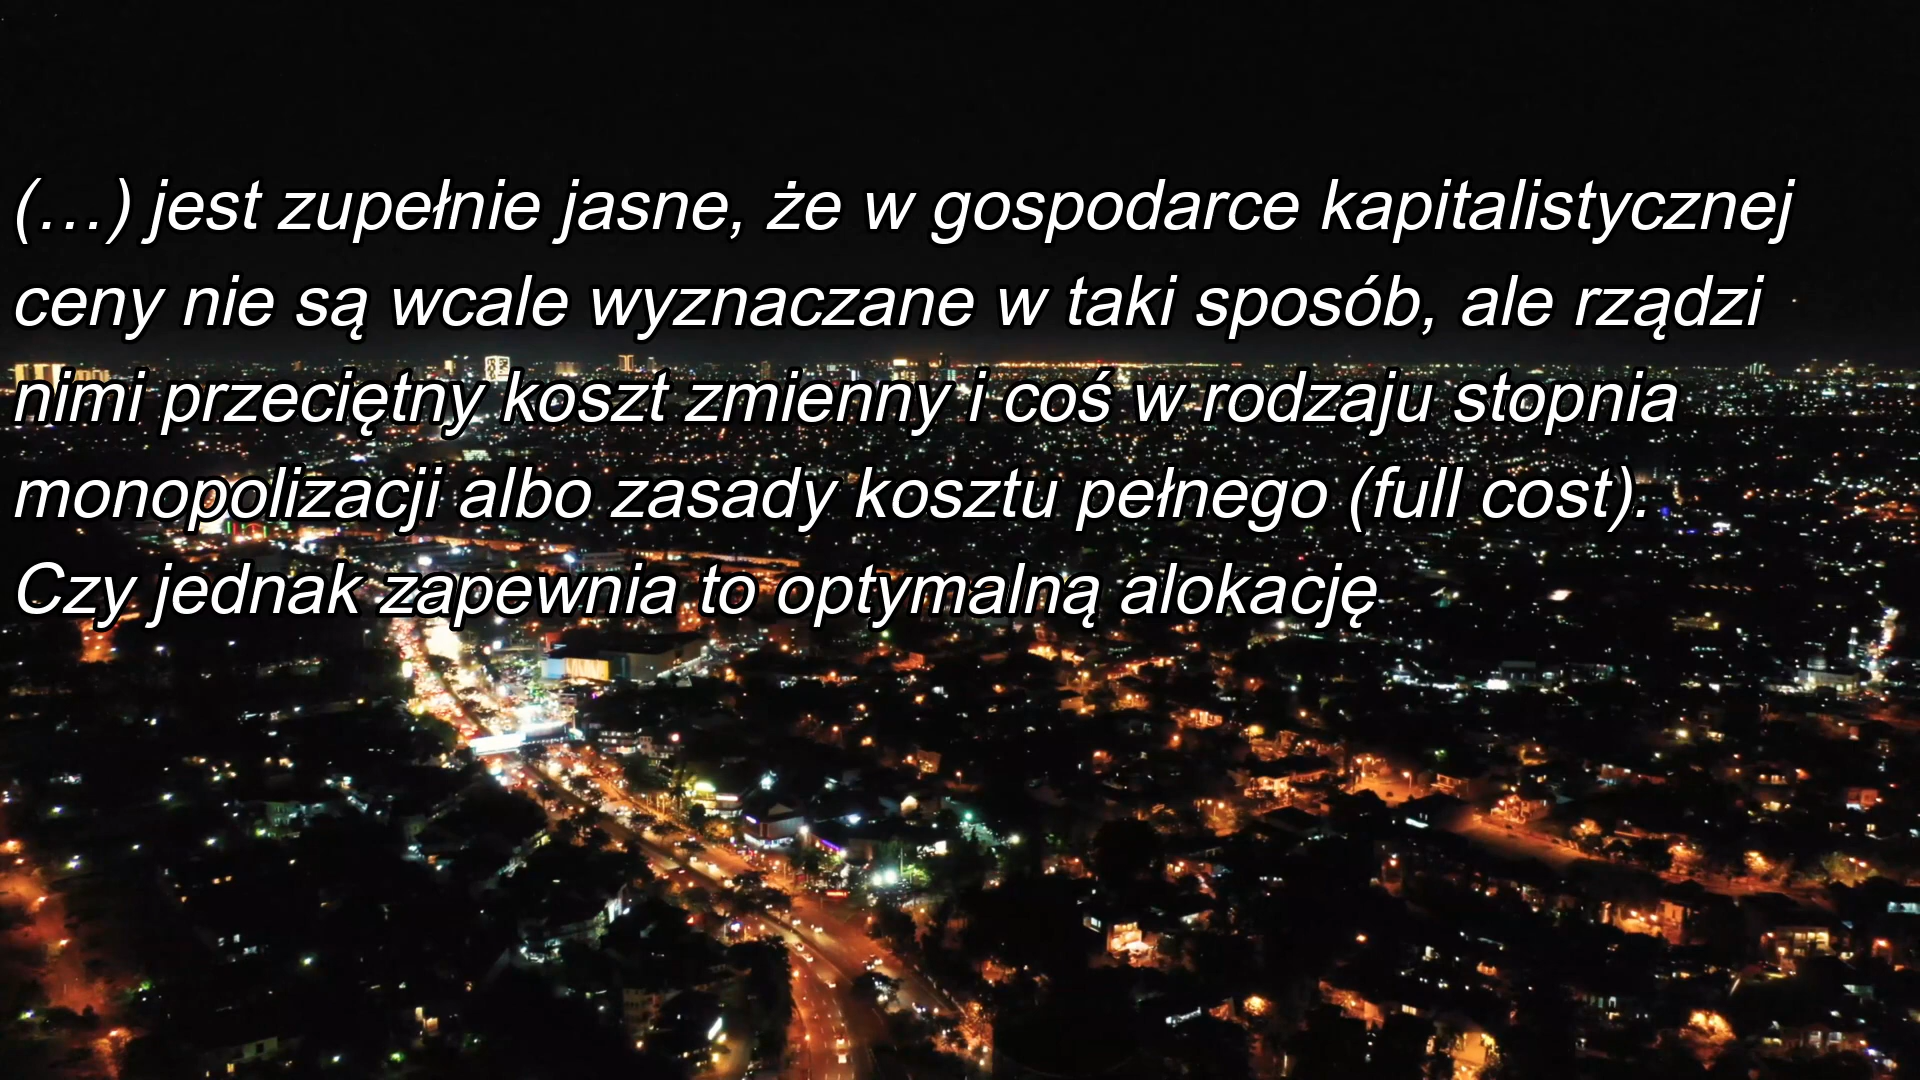 (…) jest zupełnie jasne, że w gospodarce kapitalistycznej
ceny nie są wcale wyznaczane w taki sposób, ale rządzi
nimi przeciętny koszt zmienny i coś w rodzaju stopnia
monopolizacji albo zasady kosztu pełnego (full cost).
Czy jednak zapewnia to optymalną alokację